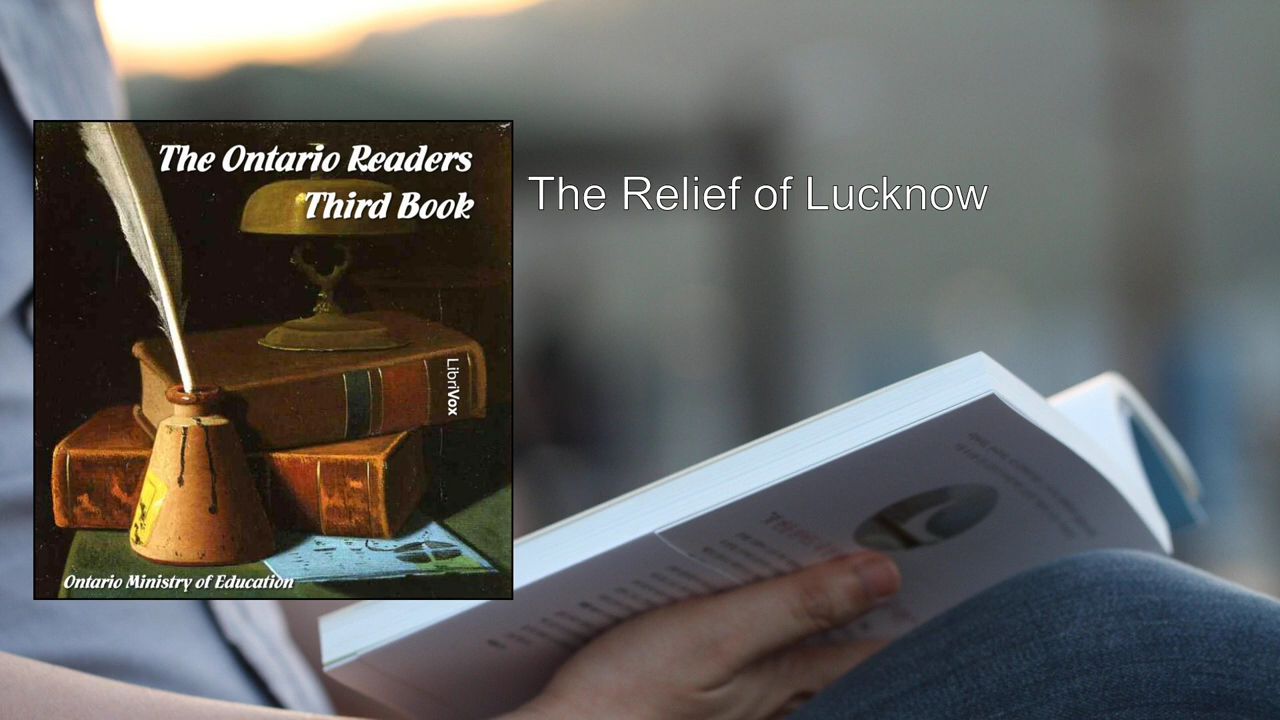 The Ontario Readers
Third Book
The Relief of Lucknow
LibriVox
Ontario Ministry of Education